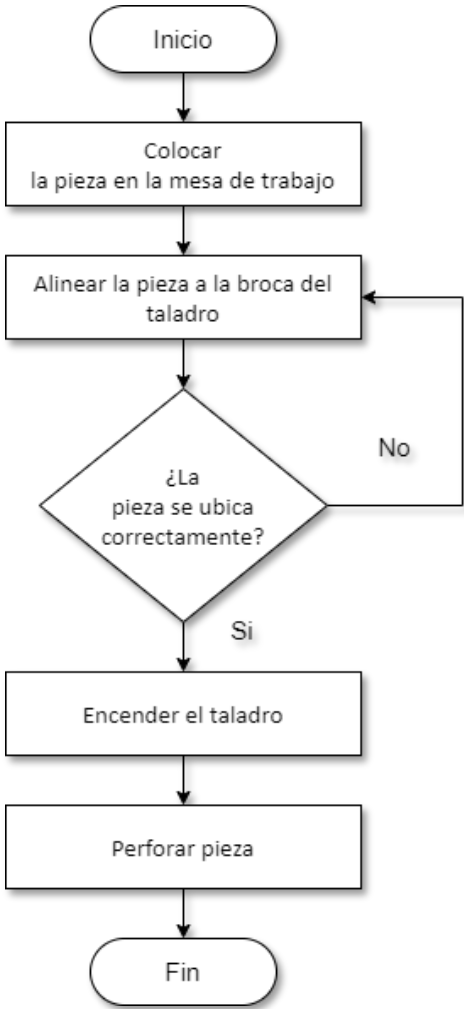 Inicio
Colocar
la pieza en la mesa de trabajo
Alinear la pieza a la broca del
taladro
¿La
pieza se ubica
correctamente?
No
Si
Encender el taladro
Perforar pieza
Fin